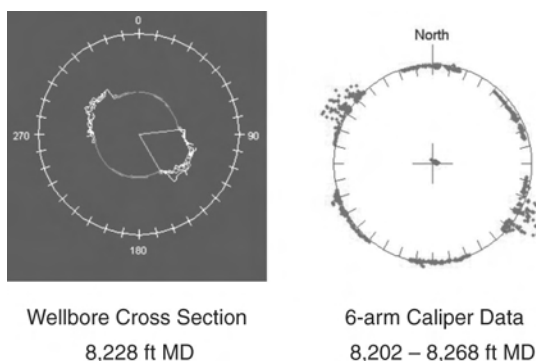 0
270
90
180
North
Wellbore Cross Section
8,228 ft MD
6-arm Caliper Data
8,202 – 8,268 ft MD